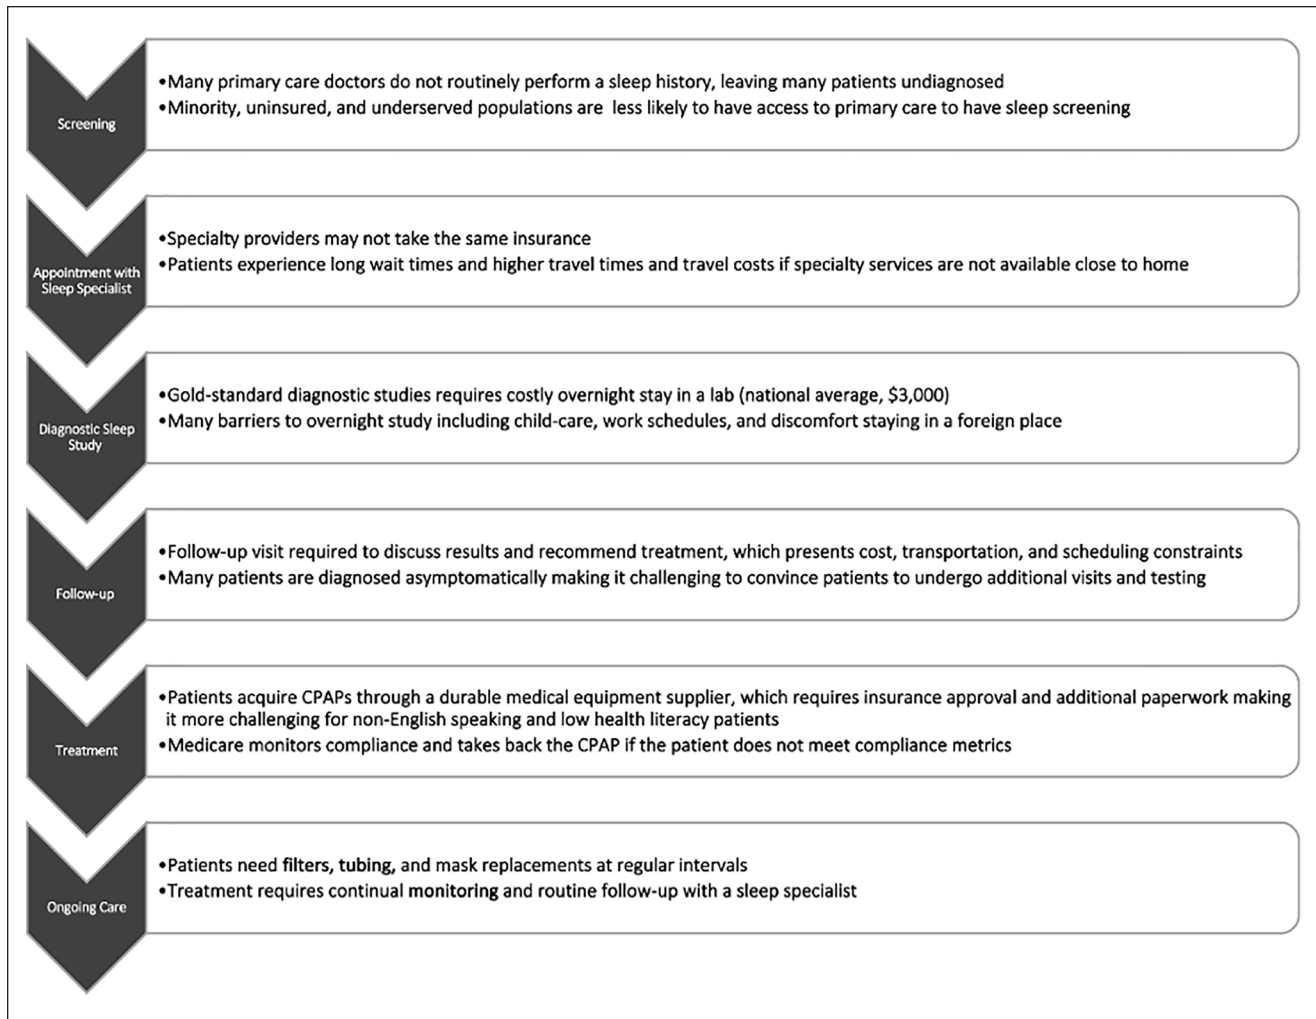 Screening
•Many primary care doctors do not routinely perform a sleep history, leaving many patients undiagnosed
•Minority, uninsured, and underserved populations are less likely to have access to primary care to have sleep screening
Appointment with
Sleep Specialist
•Specialty providers may not take the same insurance
•Patients experience long wait times and higher travel times and travel costs if specialty services are not available close to home
Diagnostic Sleep
Study
•Gold-standard diagnostic studies requires costly overnight stay in a lab (national average, $3,000)
•Many barriers to overnight study including child-care, work schedules, and discomfort staying in a foreign place
Follow-up
•Follow-up visit required to discuss results and recommend treatment, which presents cost, transportation, and scheduling constraints
•Many patients are diagnosed asymptomatically making it challenging to convince patients to undergo additional visits and testing
Treatment
•Patients acquire CPAPs through a durable medical equipment supplier, which requires insurance approval and additional paperwork making
it more challenging for non-English speaking and low health literacy patients
•Medicare monitors compliance and takes back the CPAP if the patient does not meet compliance metrics
Ongoing Care
•Patients need filters, tubing, and mask replacements at regular intervals
•Treatment requires continual monitoring and routine follow-up with a sleep specialist